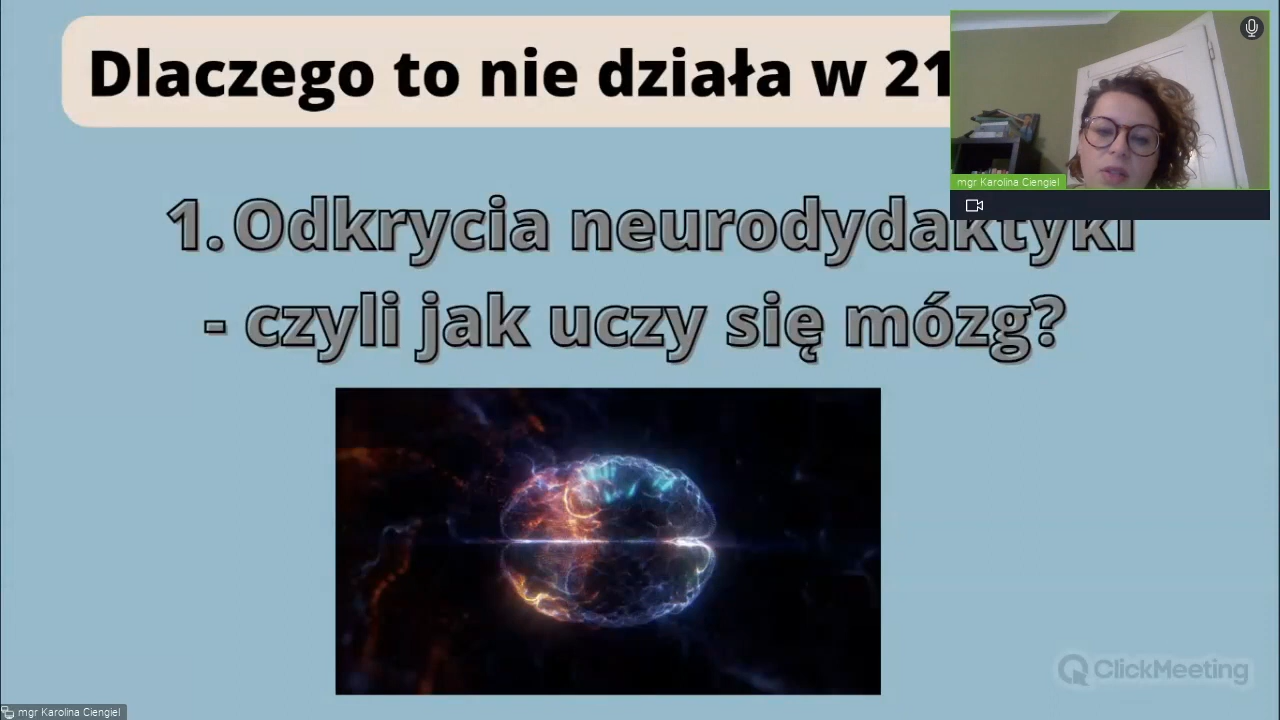 Dlaczego to nie działa w 21
mgr Karolina Ciengiel
1. Odkrycia neurodydaktyki
- czyli jak uczy się mózg?
ClickMeeting
mgr Karolina Ciengiel